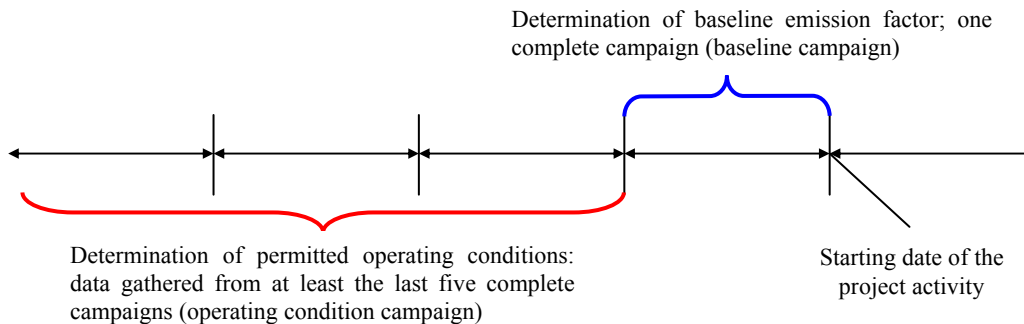 Determination of baseline emission factor; one
complete campaign (baseline campaign)
Determination of permitted operating conditions:
data gathered from at least the last five complete
campaigns (operating condition campaign)
Starting date of the
project activity